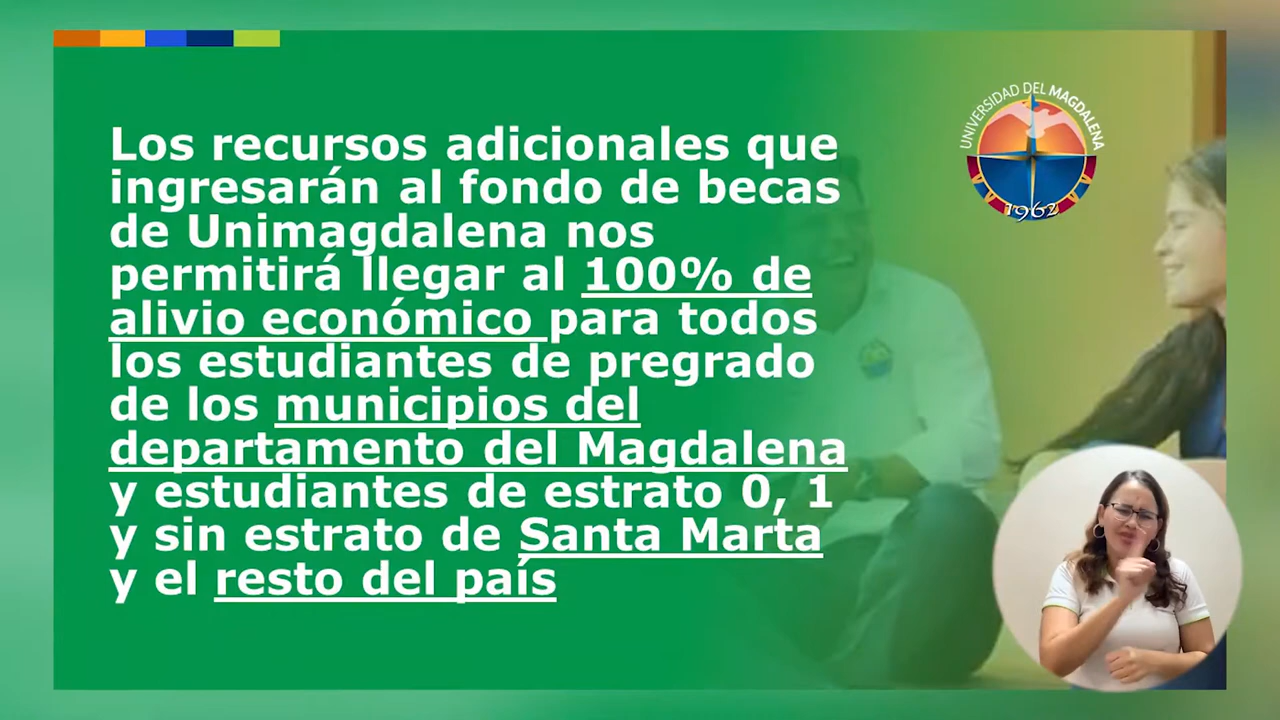 Los recursos adicionales que
ingresarán al fondo de becas
de Unimagdalena nos
permitirá llegar al 100% de
alivio económico para todos
los estudiantes de pregrado
de los municipios del
departamento del Magdalena
y estudiantes de estrato 0, 1
y sin estrato de Santa Marta
y el resto del país
UNIVERSIDAD DEL MAGDALENA
1962